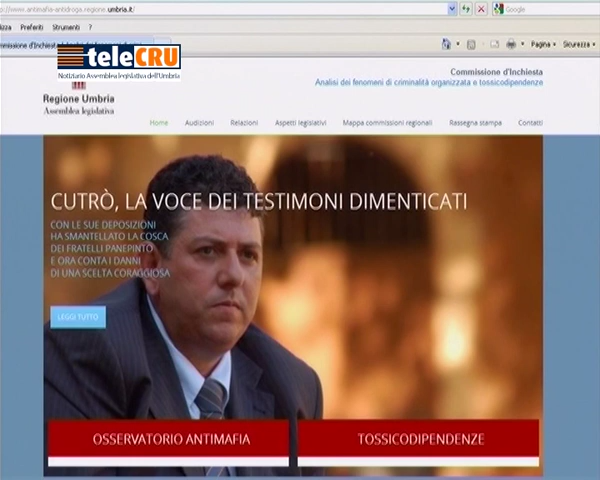 p://www.antimafia-antidroga.regione.umbria.it/
Google
izza Preferiti Strumenti ?
mmissione d'Inchiesta
Pagina Sicurezza
teleCRU
Notiziario Assemblea legislativa dell'Umbria
Regione Umbria
Assemblea legislativa
Commissione d'Inchiesta
Analisi dei fenomeni di criminalità organizzata e tossicodipendenze
Home Audizioni Relazioni Aspetti legislativi Mappa commissioni regionali Rassegna stampa Contatti
CUTRÒ, LA VOCE DEI TESTIMONI DIMENTICATI
CON LE SUE DEPOSIZIONI
HA SMANTELLATO LA COSCA
DEI FRATELLI PANEPINTO
E ORA CONTA I DANNI
DI UNA SCELTA CORAGGIOSA
LEGGI TUTTO
OSSERVATORIO ANTIMAFIA
TOSSICODIPENDENZE